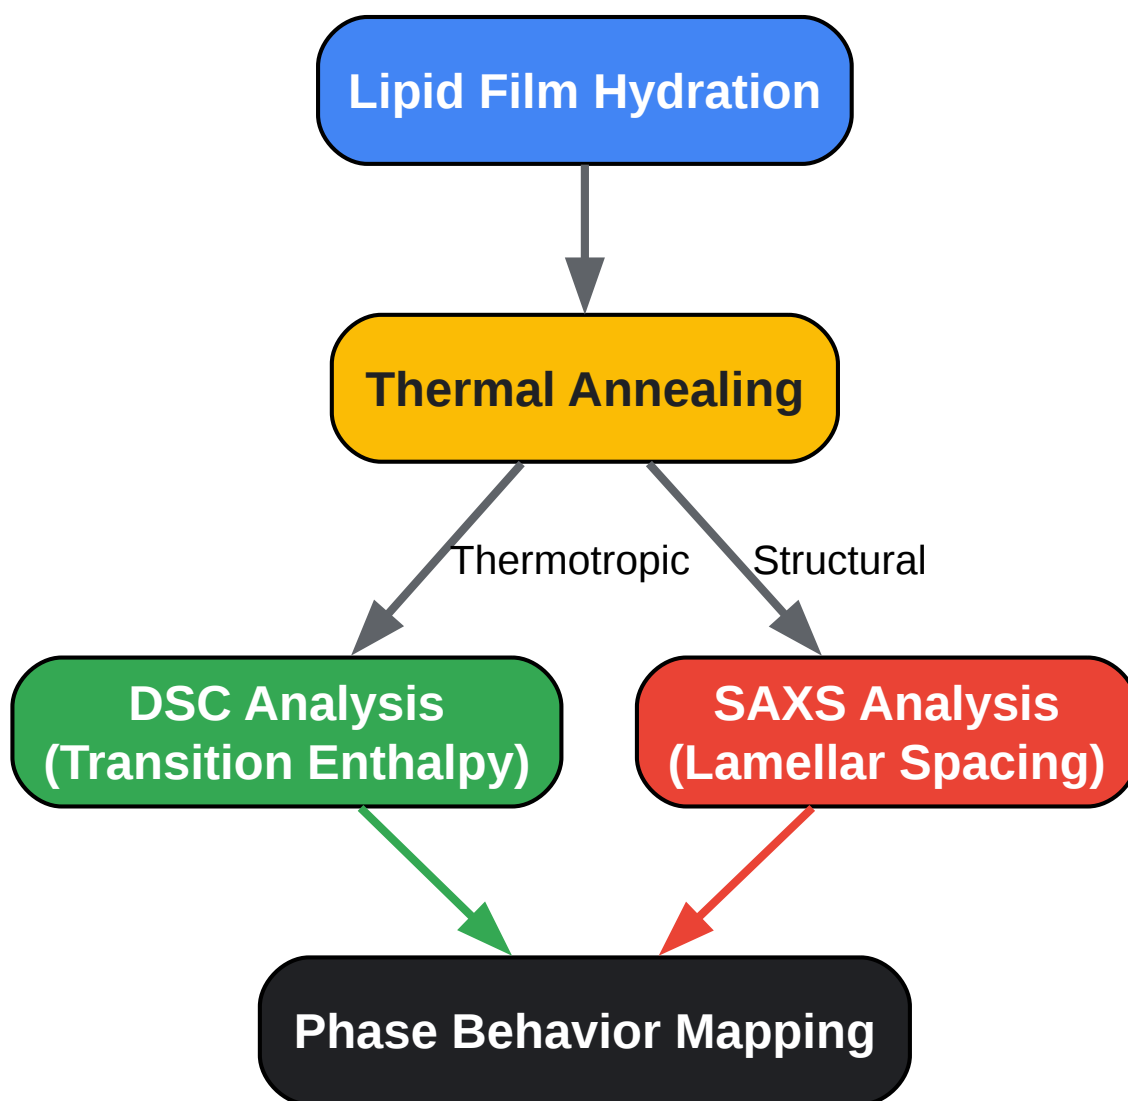 Lipid Film Hydration
Thermal Annealing
Thermotropic
Structural
DSC Analysis
(Transition Enthalpy)
SAXS Analysis
(Lamellar Spacing)
Phase Behavior Mapping